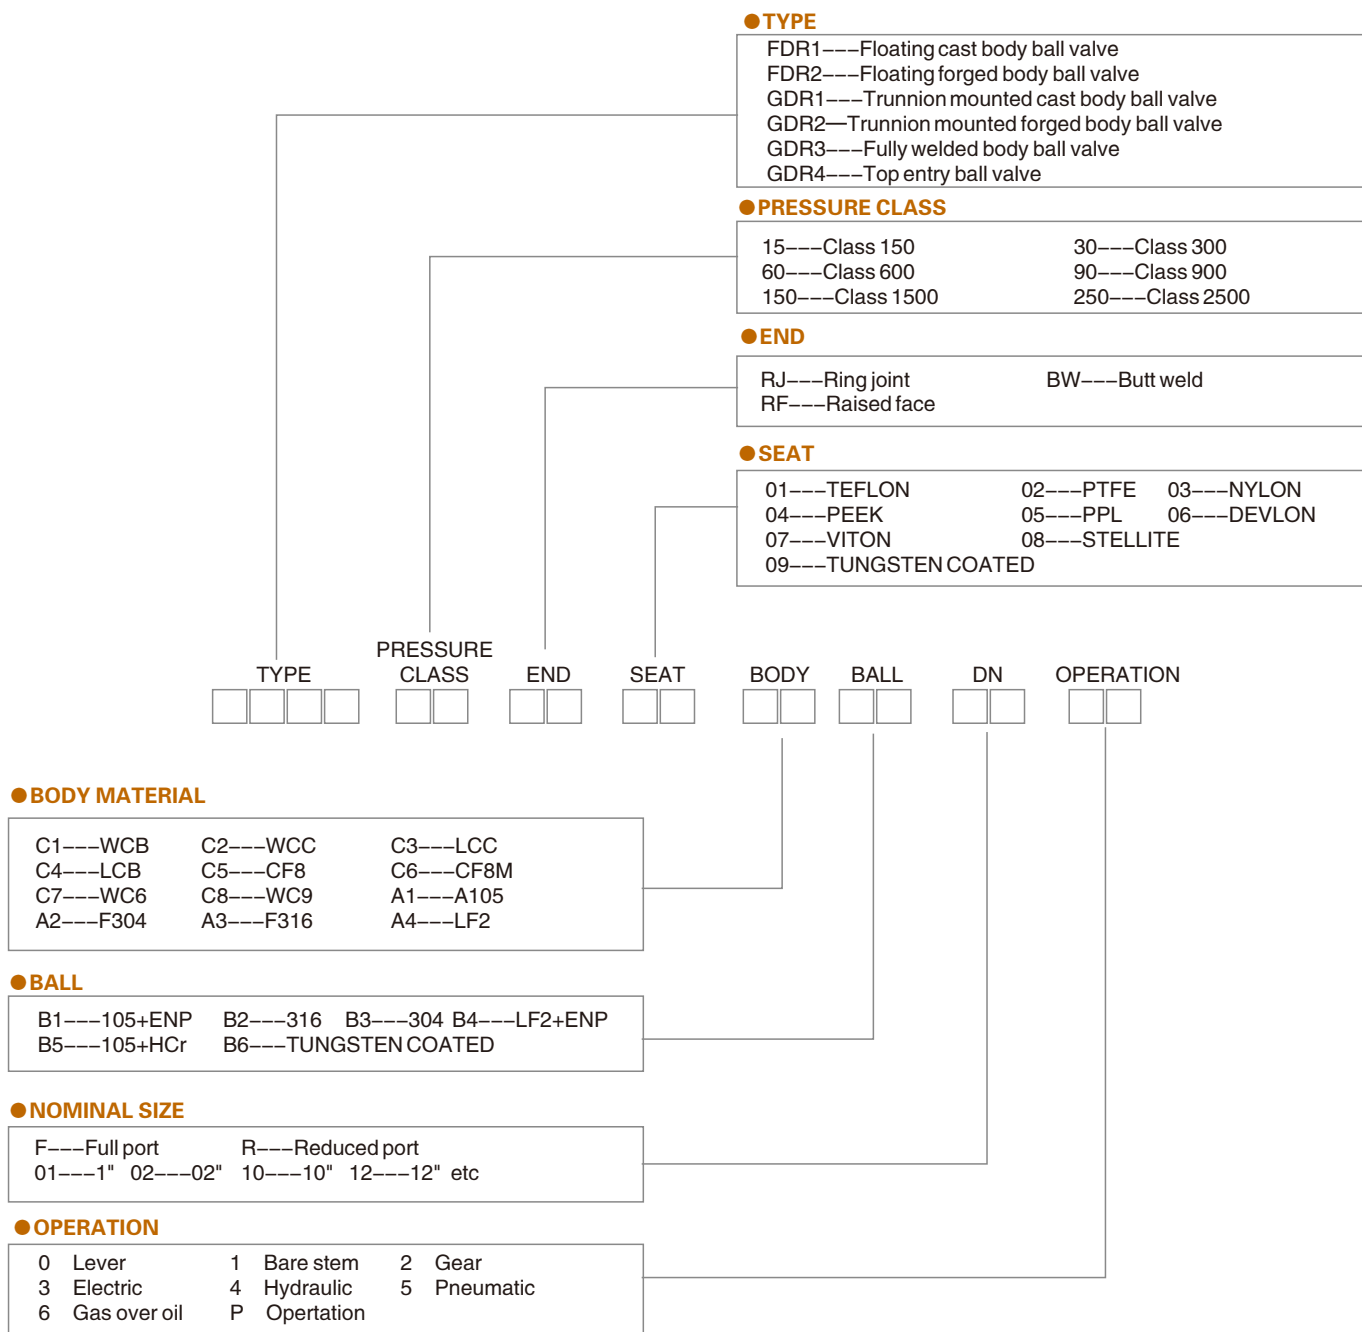 ●TYPE
FDR1---Floating cast body ball valve
FDR2---Floating forged body ball valve
GDR1---Trunnion mounted cast body ball valve
GDR2—Trunnion mounted forged body ball valve
GDR3---Fully welded body ball valve
GDR4---Top entry ball valve
●PRESSURE CLASS
15---Class 150 30---Class 300
60---Class 600 90---Class 900
150---Class 1500 250---Class 2500
●END
RJ---Ring joint BW---Butt weld
RF---Raised face
●SEAT
01---TEFLON 02---PTFE 03---NYLON
04---PEEK 05---PPL 06---DEVLON
07---VITON 08---STELLITE
09---TUNGSTEN COATED
PRESSURE
TYPE CLASS END SEAT BODY BALL DN OPERATION
●BODY MATERIAL
C1---WCB C2---WCC C3---LCC
C4---LCB C5---CF8 C6---CF8M
C7---WC6 C8---WC9 A1---A105
A2---F304 A3---F316 A4---LF2
●BALL
B1---105+ENP B2---316 B3---304 B4---LF2+ENP
B5---105+HCr B6---TUNGSTEN COATED
●NOMINAL SIZE
F---Full port R---Reduced port
01---1" 02---02" 10---10" 12---12" etc
●OPERATION
0 Lever 1 Bare stem 2 Gear
3 Electric 4 Hydraulic 5 Pneumatic
6 Gas over oil P Opertation